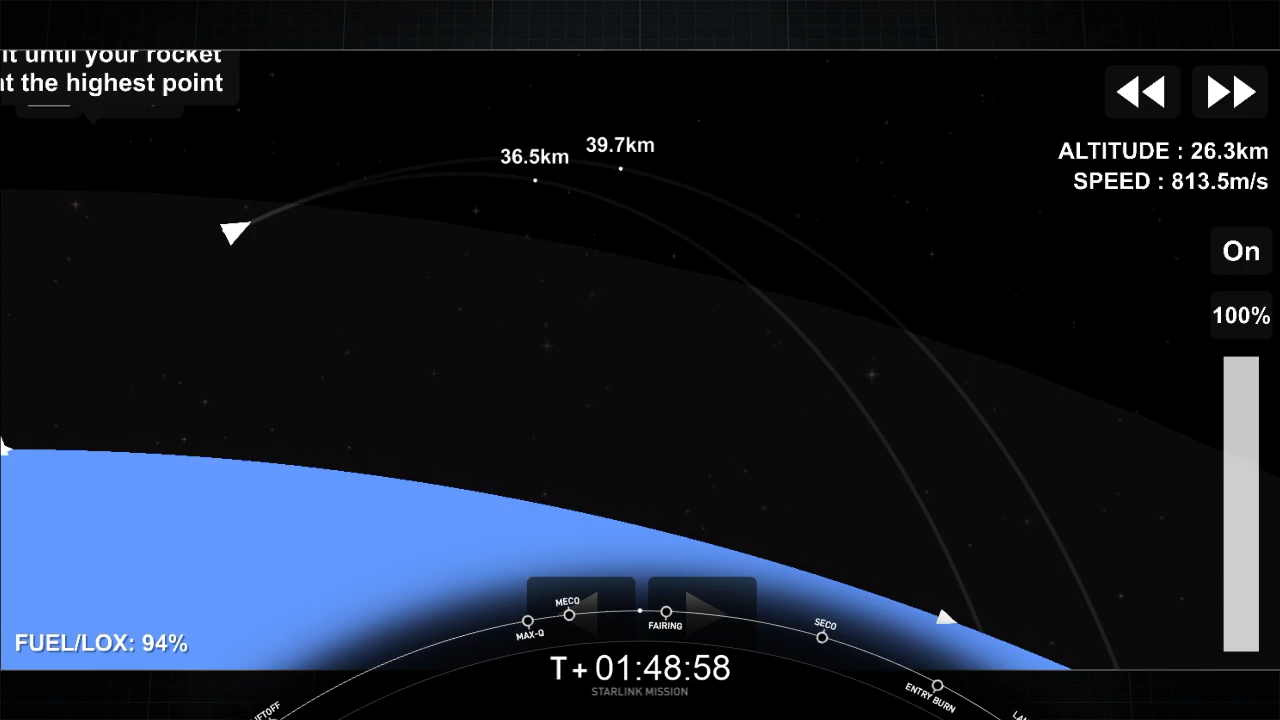 it until your rocket
at the highest point
36.5km
39.7km
ALTITUDE : 26.3km
SPEED : 813.5m/s
On
100%
FUEL/LOX: 94%
MAX-Q
MECO
FAIRING
SECO
ENTRY BURN
T+ 01:48:58
STARLINK MISSION